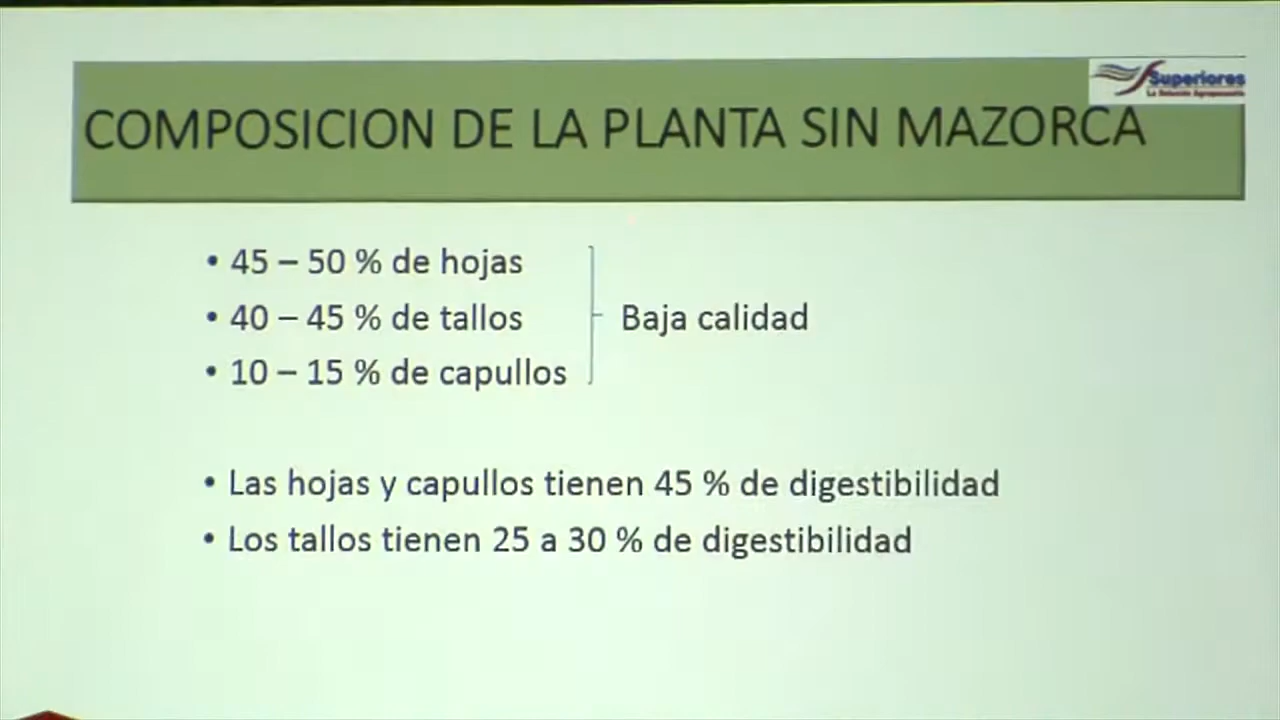 Superiores
COMPOSICION DE LA PLANTA SIN MAZORCA
• 45 – 50 % de hojas
• 40 – 45 % de tallos
Baja calidad
• 10 – 15 % de capullos
• Las hojas y capullos tienen 45 % de digestibilidad
• Los tallos tienen 25 a 30 % de digestibilidad